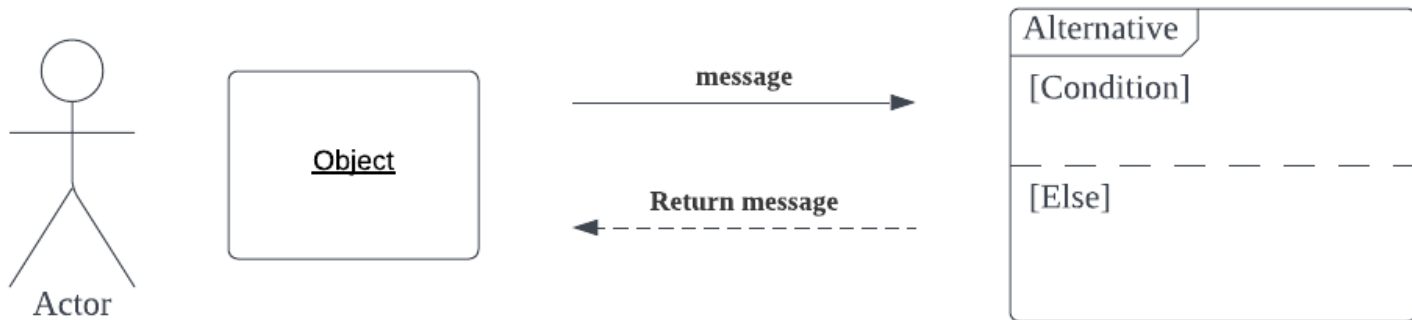 Actor
Object
message
Return message
Alternative
[Condition]
[Else]